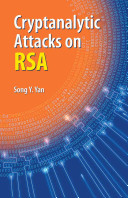 Cryptanalytic
Attacks on
RSA
Song Y. Yan